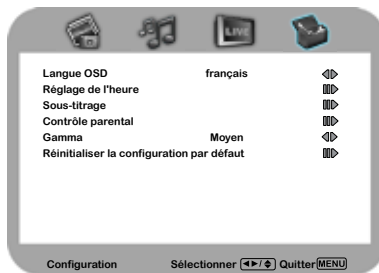 LIVE
Langue OSD français
Réglage de l'heure
Sous-titrage
Contrôle parental
Gamma Moyen
Réinitialiser la configuration par défaut
Configuration Sélectionner ◄►/◆ Quitter MENU